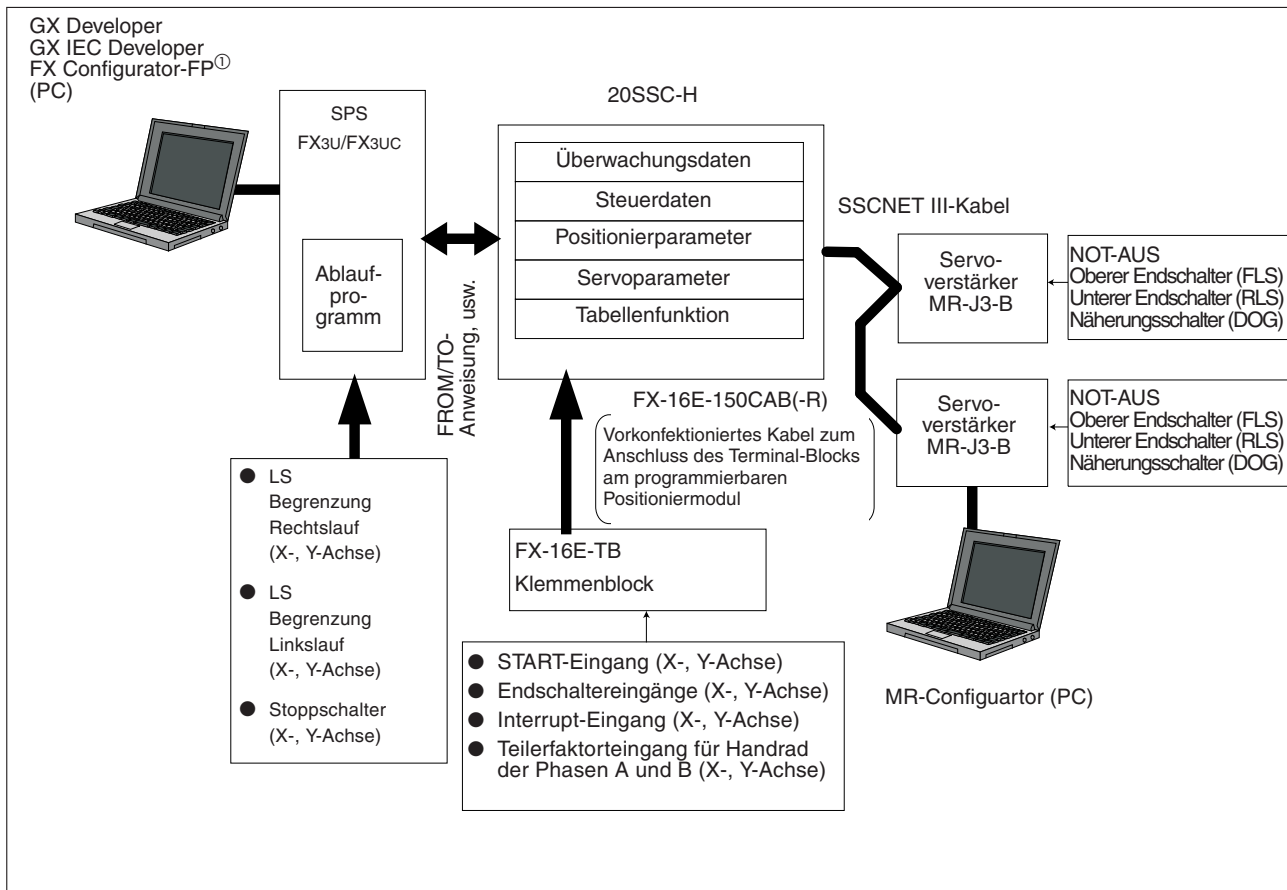 GX Developer
GX IEC Developer
FX Configurator-FP①
(PC)
SPS
FX3U/FX3UC
Ablauf-
pro-
gramm
FROM/TO-
Anweisung, usw.
20SSC-H
Überwachungsdaten
Steuerdaten
Positionierparameter
Servoparameter
Tabellenfunktion
SSCNET III-Kabel
Servo-
verstärker
MR-J3-B
NOT-AUS
Oberer Endschalter (FLS)
Unterer Endschalter (RLS)
Näherungsschalter (DOG)
Servo-
verstärker
MR-J3-B
NOT-AUS
Oberer Endschalter (FLS)
Unterer Endschalter (RLS)
Näherungsschalter (DOG)
FX-16E-150CAB(-R)
Vorkonfektioniertes Kabel zum
Anschluss des Terminal-Blocks
am programmierbaren
Positioniermodul
● LS
Begrenzung
Rechtslauf
(X-, Y-Achse)
● LS
Begrenzung
Linkslauf
(X-, Y-Achse)
● Stoppschalter
(X-, Y-Achse)
FX-16E-TB
Klemmenblock
● START-Eingang (X-, Y-Achse)
● Endschaltereingänge (X-, Y-Achse)
● Interrupt-Eingang (X-, Y-Achse)
● Teilerfaktorteingang für Handrad
der Phasen A und B (X-, Y-Achse)
MR-Configuartor (PC)